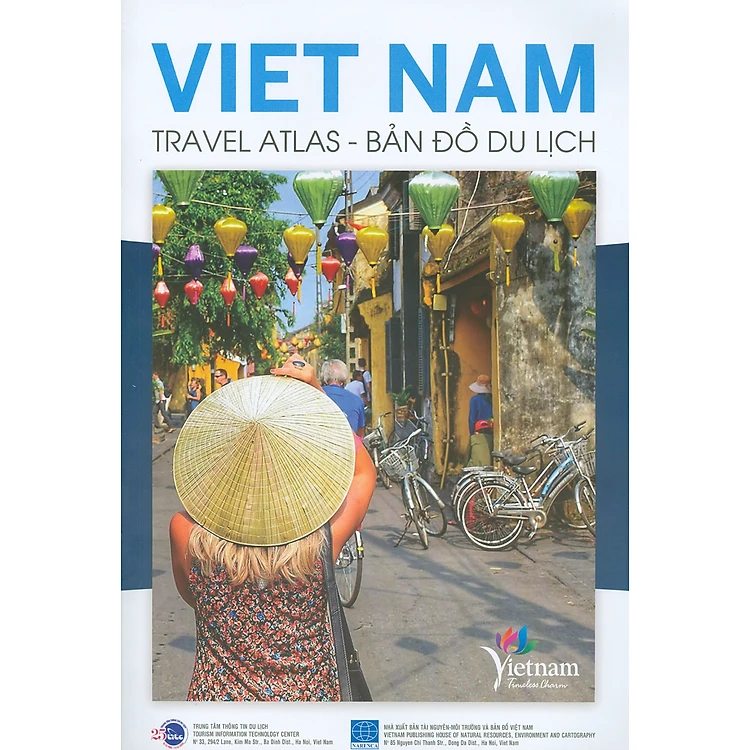 VIET NAM
TRAVEL ATLAS - BẢN ĐỒ DU LỊCH
Vietnam
Timeless Charm
25
TRUNG TÂM THÔNG TIN DU LỊCH
TOURISM INFORMATION TECHNOLOGY CENTER
Nº 33, 294/2 Lane, Kim Ma Str., Ba Dinh Dist., Ha Noi, Viet Nam
NARENCA
NHÀ XUẤT BẢN TÀI NGUYÊN-MÔI TRƯỜNG VÀ BẢN ĐỒ VIỆT NAM
VIETNAM PUBLISHING HOUSE OF NATURAL RESOURCES, ENVIRONMENT AND CARTOGRAPHY
Nº 85 Nguyen Chi Thanh Str., Dong Da Dist., Ha Noi, Viet Nam